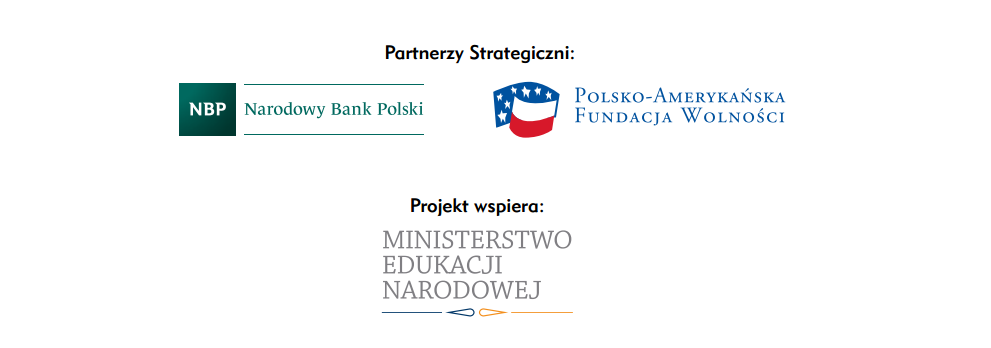 Partnerzy Strategiczni:
NBP
Narodowy Bank Polski
POLSKO-AMERYKAŃSKA
FUNDACJA WOLNOŚCI
Projekt wspiera:
MINISTERSTWO
EDUKACJI
NARODOWEJ